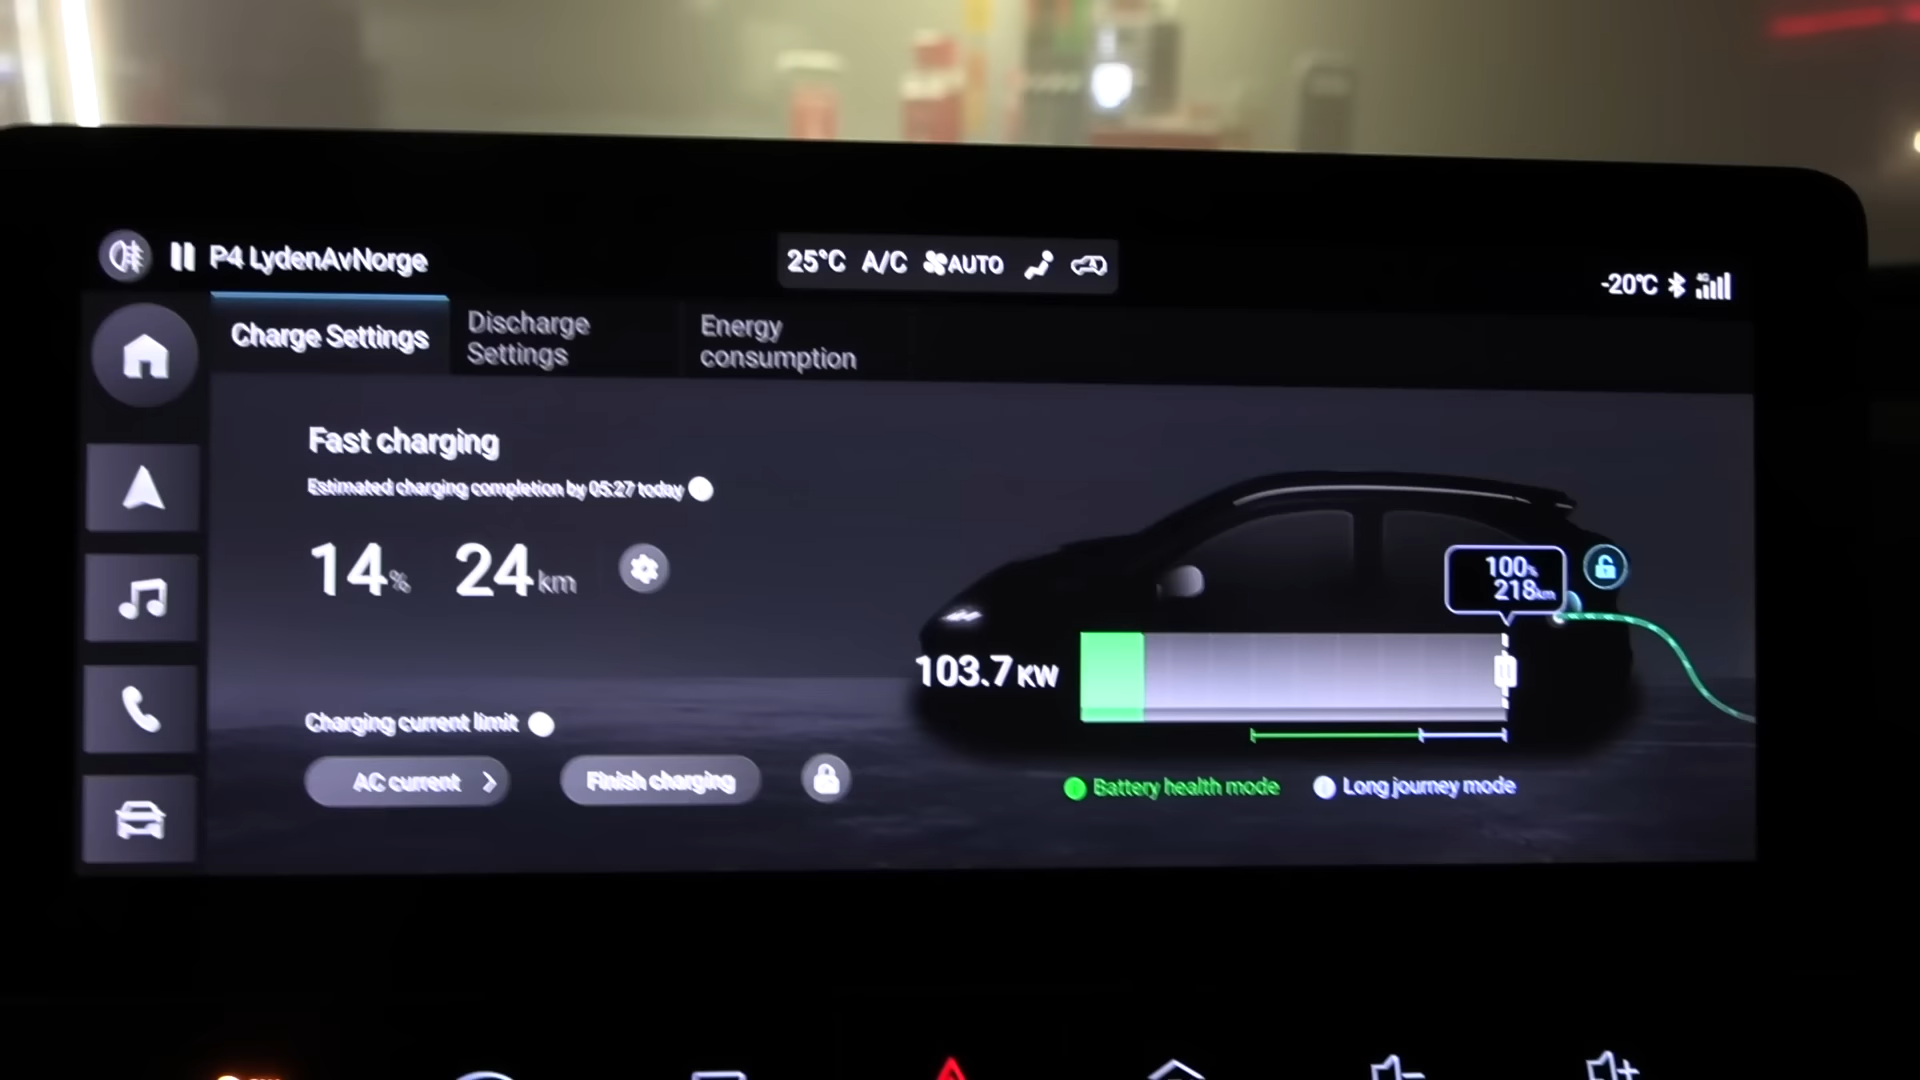 P4 LydenAvNorge
25°C A/C AUTO
-20°C 4G
Charge Settings
Discharge
Settings
Energy
consumption
Fast charging
Estimated charging completion by 05:27 today
14% 24km
100%
218km
103.7KW
Charging current limit
AC current
Finish charging
Battery health mode
Long journey mode